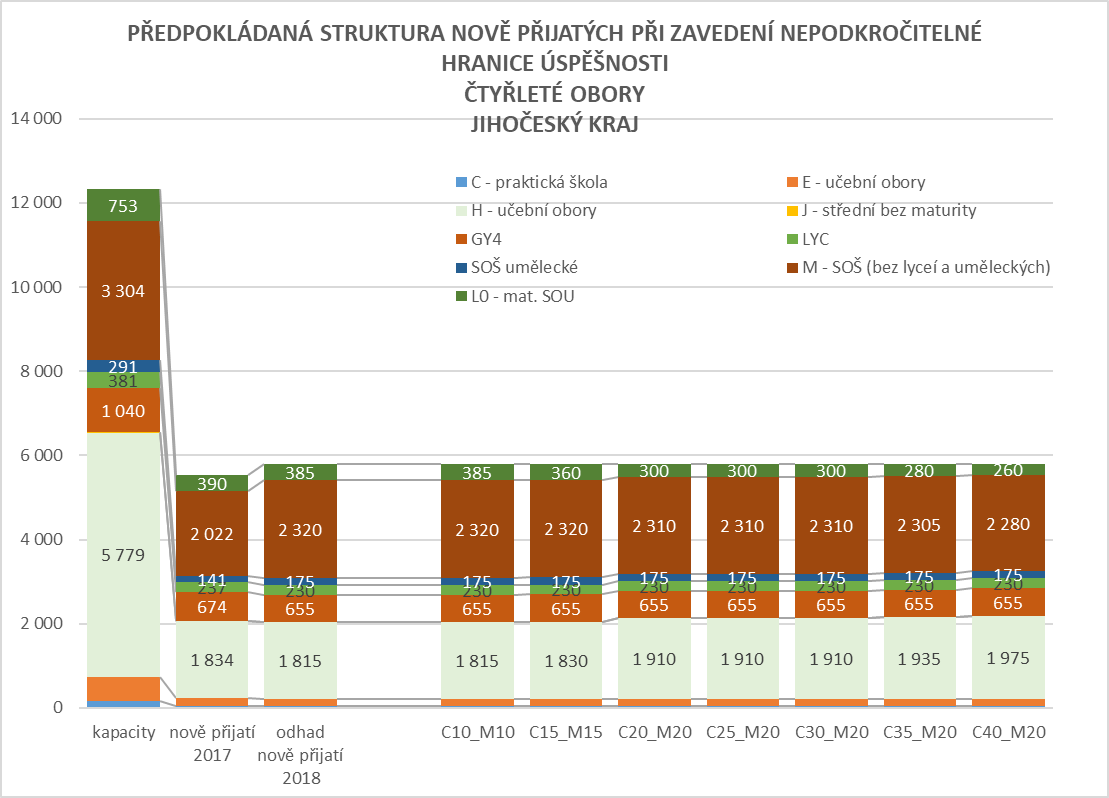 PŘEDPOKLÁDANÁ STRUKTURA NOVĚ PŘIJATÝCH PŘI ZAVEDENÍ NEPODKROČITELNÉ
HRANICE ÚSPĚŠNOSTI
ČTYŘLETÉ OBORY
JIHOČESKÝ KRAJ
14 000
12 000
10 000
8 000
6 000
4 000
2 000
0
C - praktická škola
E - učební obory
H - učební obory
J - střední bez maturity
GY4
LYC
SOŠ umělecké
M - SOŠ (bez lyceí a uměleckých)
L0 - mat. SOU
753
3 304
291
381
1 040
5 779
390
2 022
141
237
674
1 834
385
2 320
175
230
655
1 815
385
2 320
175
230
655
1 815
360
2 320
175
230
655
1 830
300
2 310
175
230
655
1 910
300
2 310
175
230
655
1 910
300
2 310
175
230
655
1 910
280
2 305
175
230
655
1 935
260
2 280
175
230
655
1 975
kapacity
nově přijatí
2017
odhad
nově přijatí
2018
C10_M10
C15_M15
C20_M20
C25_M20
C30_M20
C35_M20
C40_M20